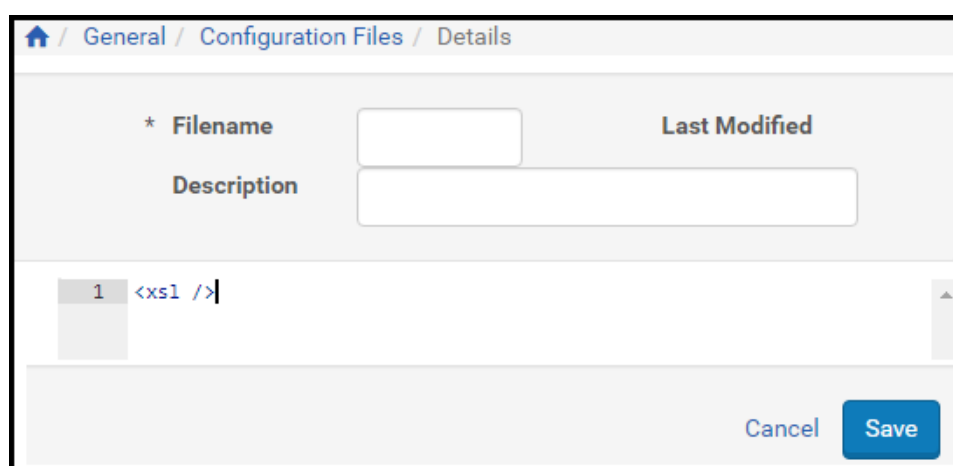 / General / Configuration Files / Details
* Filename
Last Modified
Description
1 <xsl />
Cancel Save